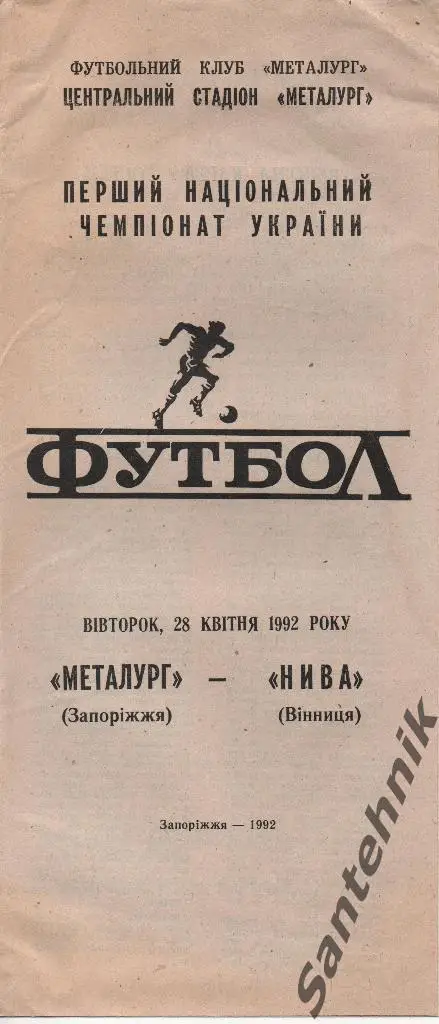 ФУТБОЛЬНИЙ КЛУБ «МЕТАЛУРГ»
ЦЕНТРАЛЬНИЙ СТАДІОН «МЕТАЛУРГ»
ПЕРШИЙ НАЦІОНАЛЬНИЙ
ЧЕМПІОНАТ УКРАЇНИ
ФУТБОЛ
ВІВТОРОК, 28 КВІТНЯ 1992 РОКУ
«МЕТАЛУРГ» — «НИВА»
(Запоріжжя) (Вінниця)
Запоріжжя — 1992
Santehnik